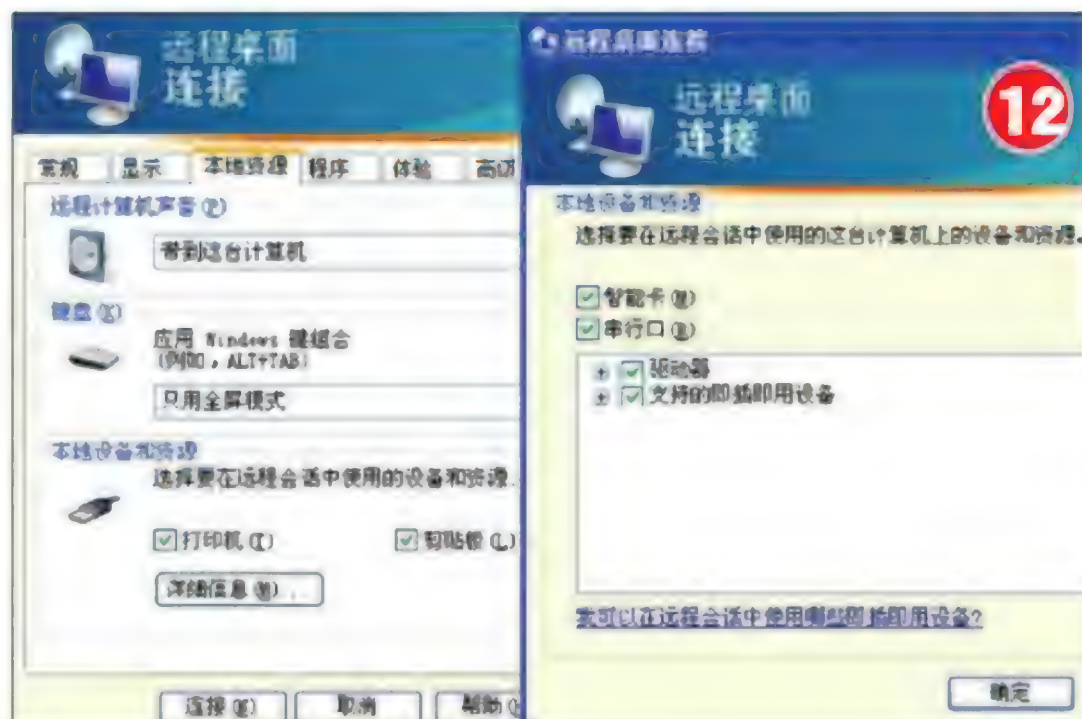 远程桌面
连接
常规 显示 本地资源 程序 体验 高级
远程计算机声音(P)
带到这台计算机
键盘(K)
应用 Windows 键组合
(例如，ALT+TAB)
只用全屏模式
本地设备和资源
选择要在远程会话中使用的设备和资源.
打印机(T) 剪贴板(L)
详细信息(M)...
连接(N) 取消 帮助
远程桌面连接
远程桌面
连接
12
本地设备和资源
选择要在远程会话中使用的这台计算机上的设备和资源.
智能卡(M)
串行口(R)
驱动器
支持的即插即用设备
我可以在远程会话中使用哪些即插即用设备?
确定